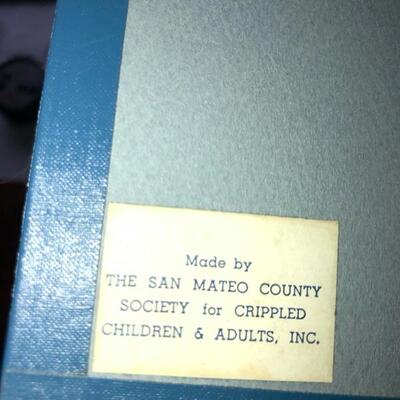 Made by
THE SAN MATEO COUNTY
SOCIETY for CRIPPLED
CHILDREN & ADULTS, INC.